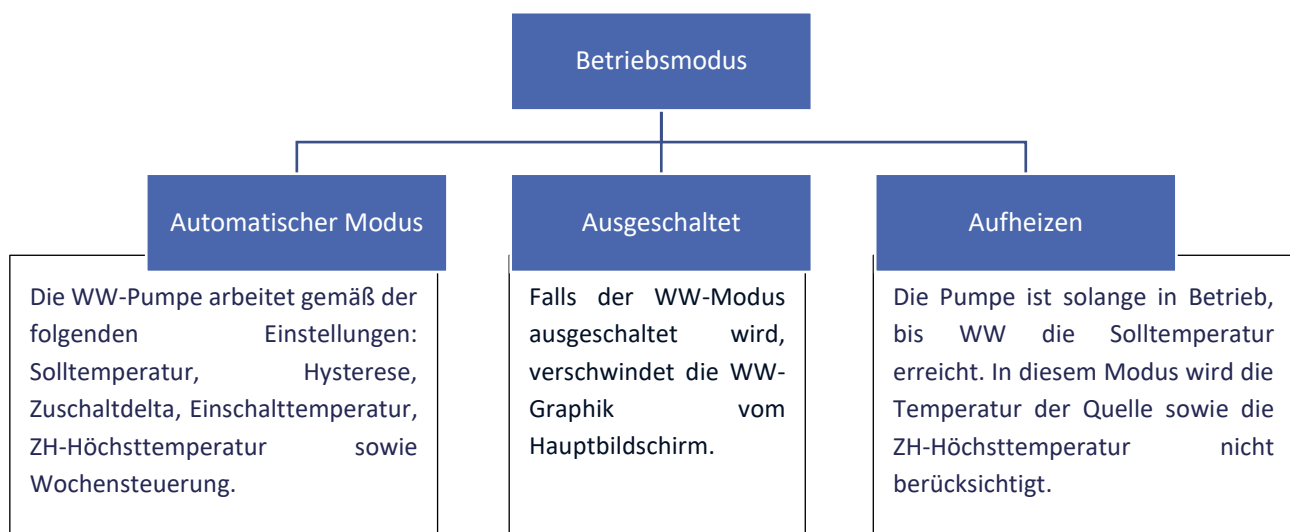 Betriebsmodus
Automatischer Modus
Die WW-Pumpe arbeitet gemäß der
folgenden Einstellungen:
Solltemperatur, Hysterese,
Zuschaltdelta, Einschalttemperatur,
ZH-Höchsttemperatur sowie
Wochensteuerung.
Ausgeschaltet
Falls der WW-Modus
ausgeschaltet wird,
verschwindet die WW-
Graphik vom
Hauptbildschirm.
Aufheizen
Die Pumpe ist solange in Betrieb,
bis WW die Solltemperatur
erreicht. In diesem Modus wird die
Temperatur der Quelle sowie die
ZH-Höchsttemperatur nicht
berücksichtigt.